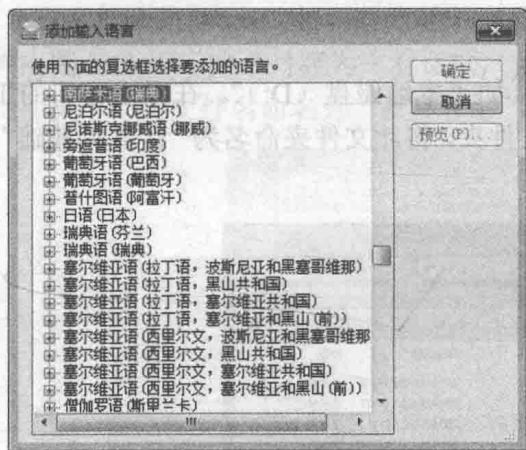 添加输入语言
使用下面的复选框选择要添加的语言。
南萨米语(瑞典)
尼泊尔语(尼泊尔)
尼诺斯克挪威语(挪威)
旁遮普语(印度)
葡萄牙语(巴西)
葡萄牙语(葡萄牙)
普什图语(阿富汗)
日语(日本)
瑞典语(芬兰)
瑞典语(瑞典)
塞尔维亚语(拉丁语，波斯尼亚和黑塞哥维那)
塞尔维亚语(拉丁语，黑山共和国)
塞尔维亚语(拉丁语，塞尔维亚共和国)
塞尔维亚语(拉丁语，塞尔维亚和黑山(前))
塞尔维亚语(西里尔文，波斯尼亚和黑塞哥维那
塞尔维亚语(西里尔文，黑山共和国)
塞尔维亚语(西里尔文，塞尔维亚共和国)
塞尔维亚语(西里尔文，塞尔维亚和黑山(前))
僧伽罗语(斯里兰卡)
确定
取消
预览(P)...